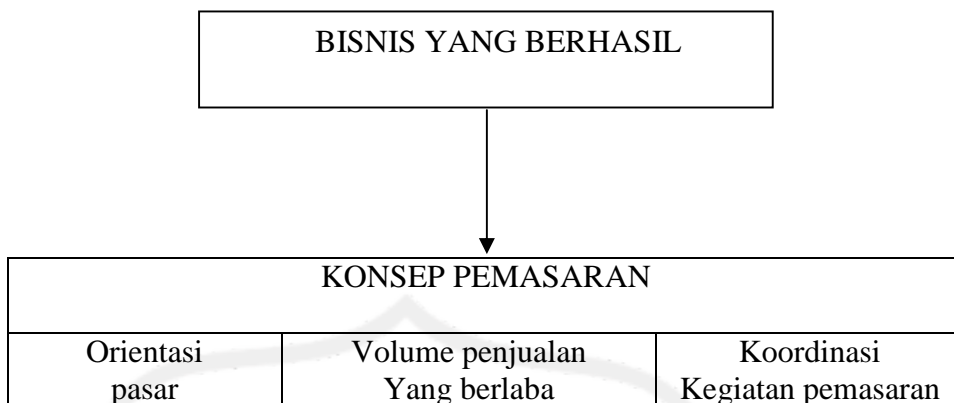 BISNIS YANG BERHASIL
KONSEP PEMASARAN
Orientasi
pasar
Volume penjualan
Yang berlaba
Koordinasi
Kegiatan pemasaran